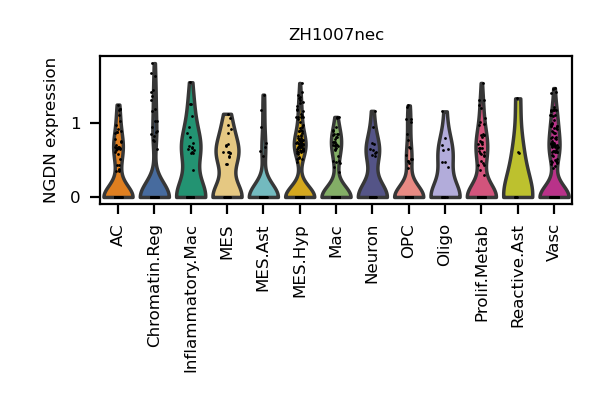 ZH1007nec
NGDN expression
1
0
AC
Chromatin.Reg
Inflammatory.Mac
MES
MES.Ast
MES.Hyp
Mac
Neuron
OPC
Oligo
Prolif.Metab
Reactive.Ast
Vasc